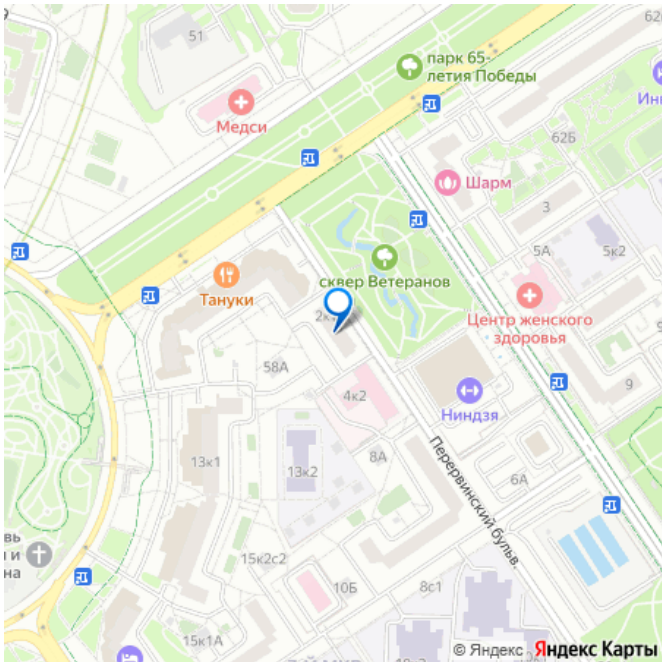 51
парк 65-
летия Победы
Медси
62Б
Шарм
3
5А
5к2
сквер Ветеранов
Тануки
Центр женского
здоровья
58А
4к2
9
Ниндзя
13к1
13к2
8А
6А
Перервинский бульв.
15к2с2
10Б
8с1
15к1А
© Яндекс Яндекс Карты